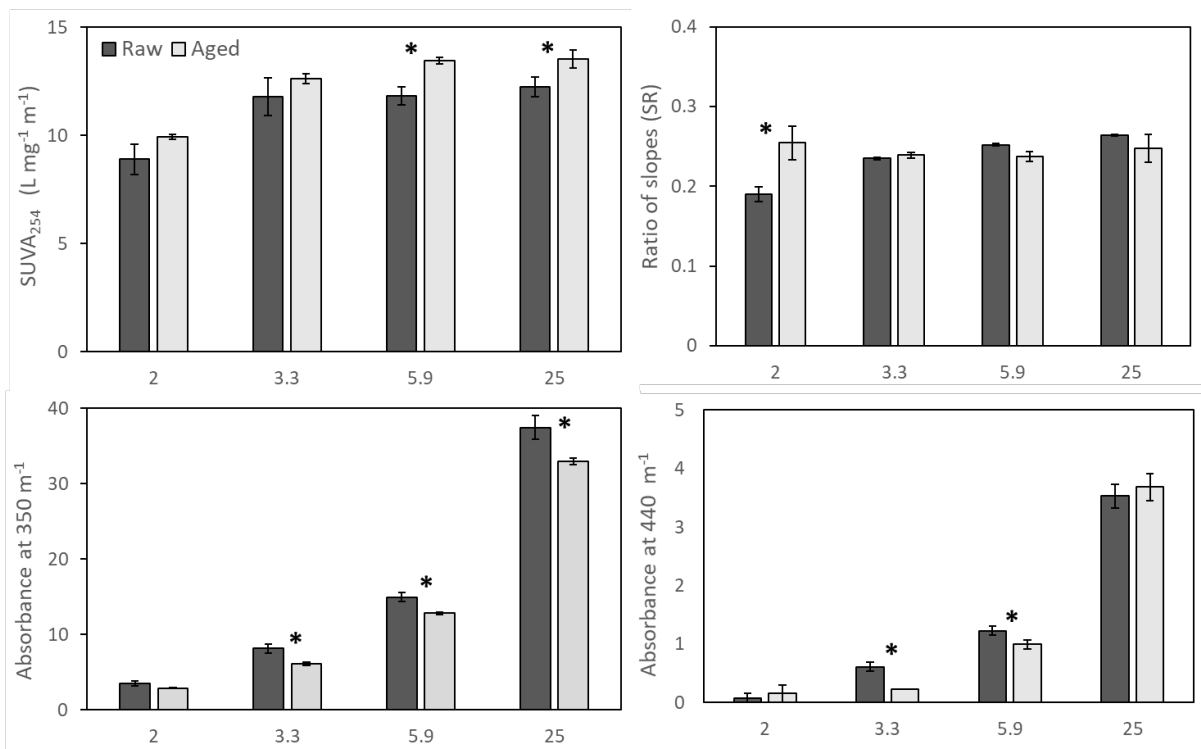 15
10
5
0
SUVA254 (L mg-1 m-1)
Raw Aged
* *
2 3.3 5.9 25
0.4
0.3
0.2
0.1
0
Ratio of slopes (SR)
*
2 3.3 5.9 25
40
30
20
10
0
Absorbance at 350 m-1
* * *
2 3.3 5.9 25
5
4
3
2
1
0
Absorbance at 440 m-1
* *
2 3.3 5.9 25